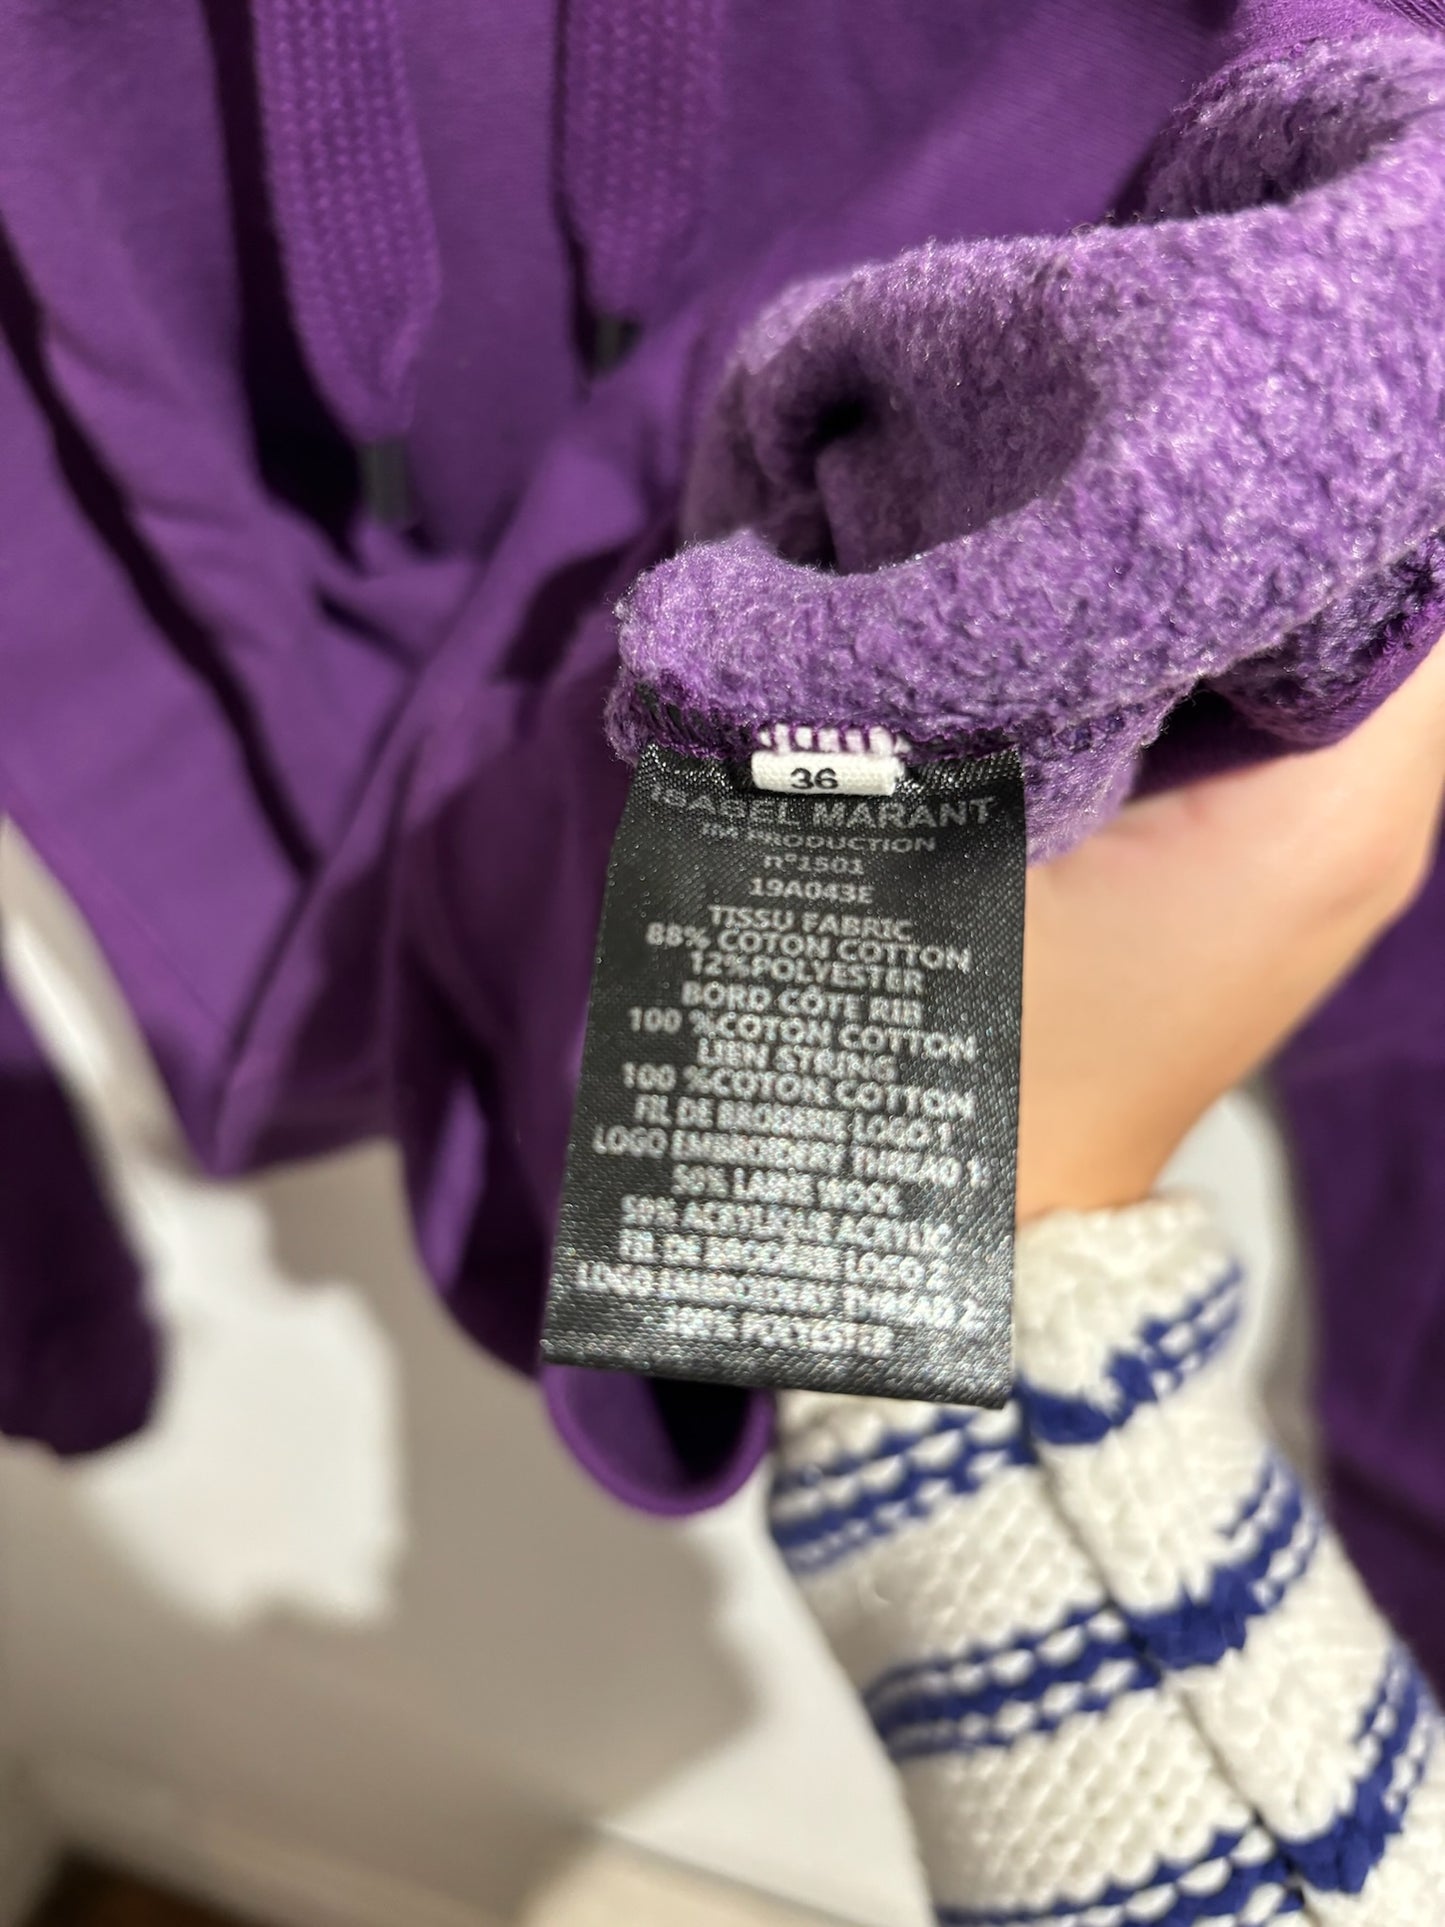 36
ISABEL MARANT
IM PRODUCTION
n°1501
19A043E
TISSU FABRIC
88% COTON COTTON
12%POLYESTER
BORD CÔTE RIB
100 %COTON COTTON
LIEN STRING
100 %COTON COTTON
FIL DE BRODERIE LOGO 1
LOGO EMBROIDERY THREAD 1
50% LAINE WOOL
50% ACRYLIQUE ACRYLIC
FIL DE BRODERIE LOGO 2
LOGO EMBROIDERY THREAD 2
100% POLYESTER